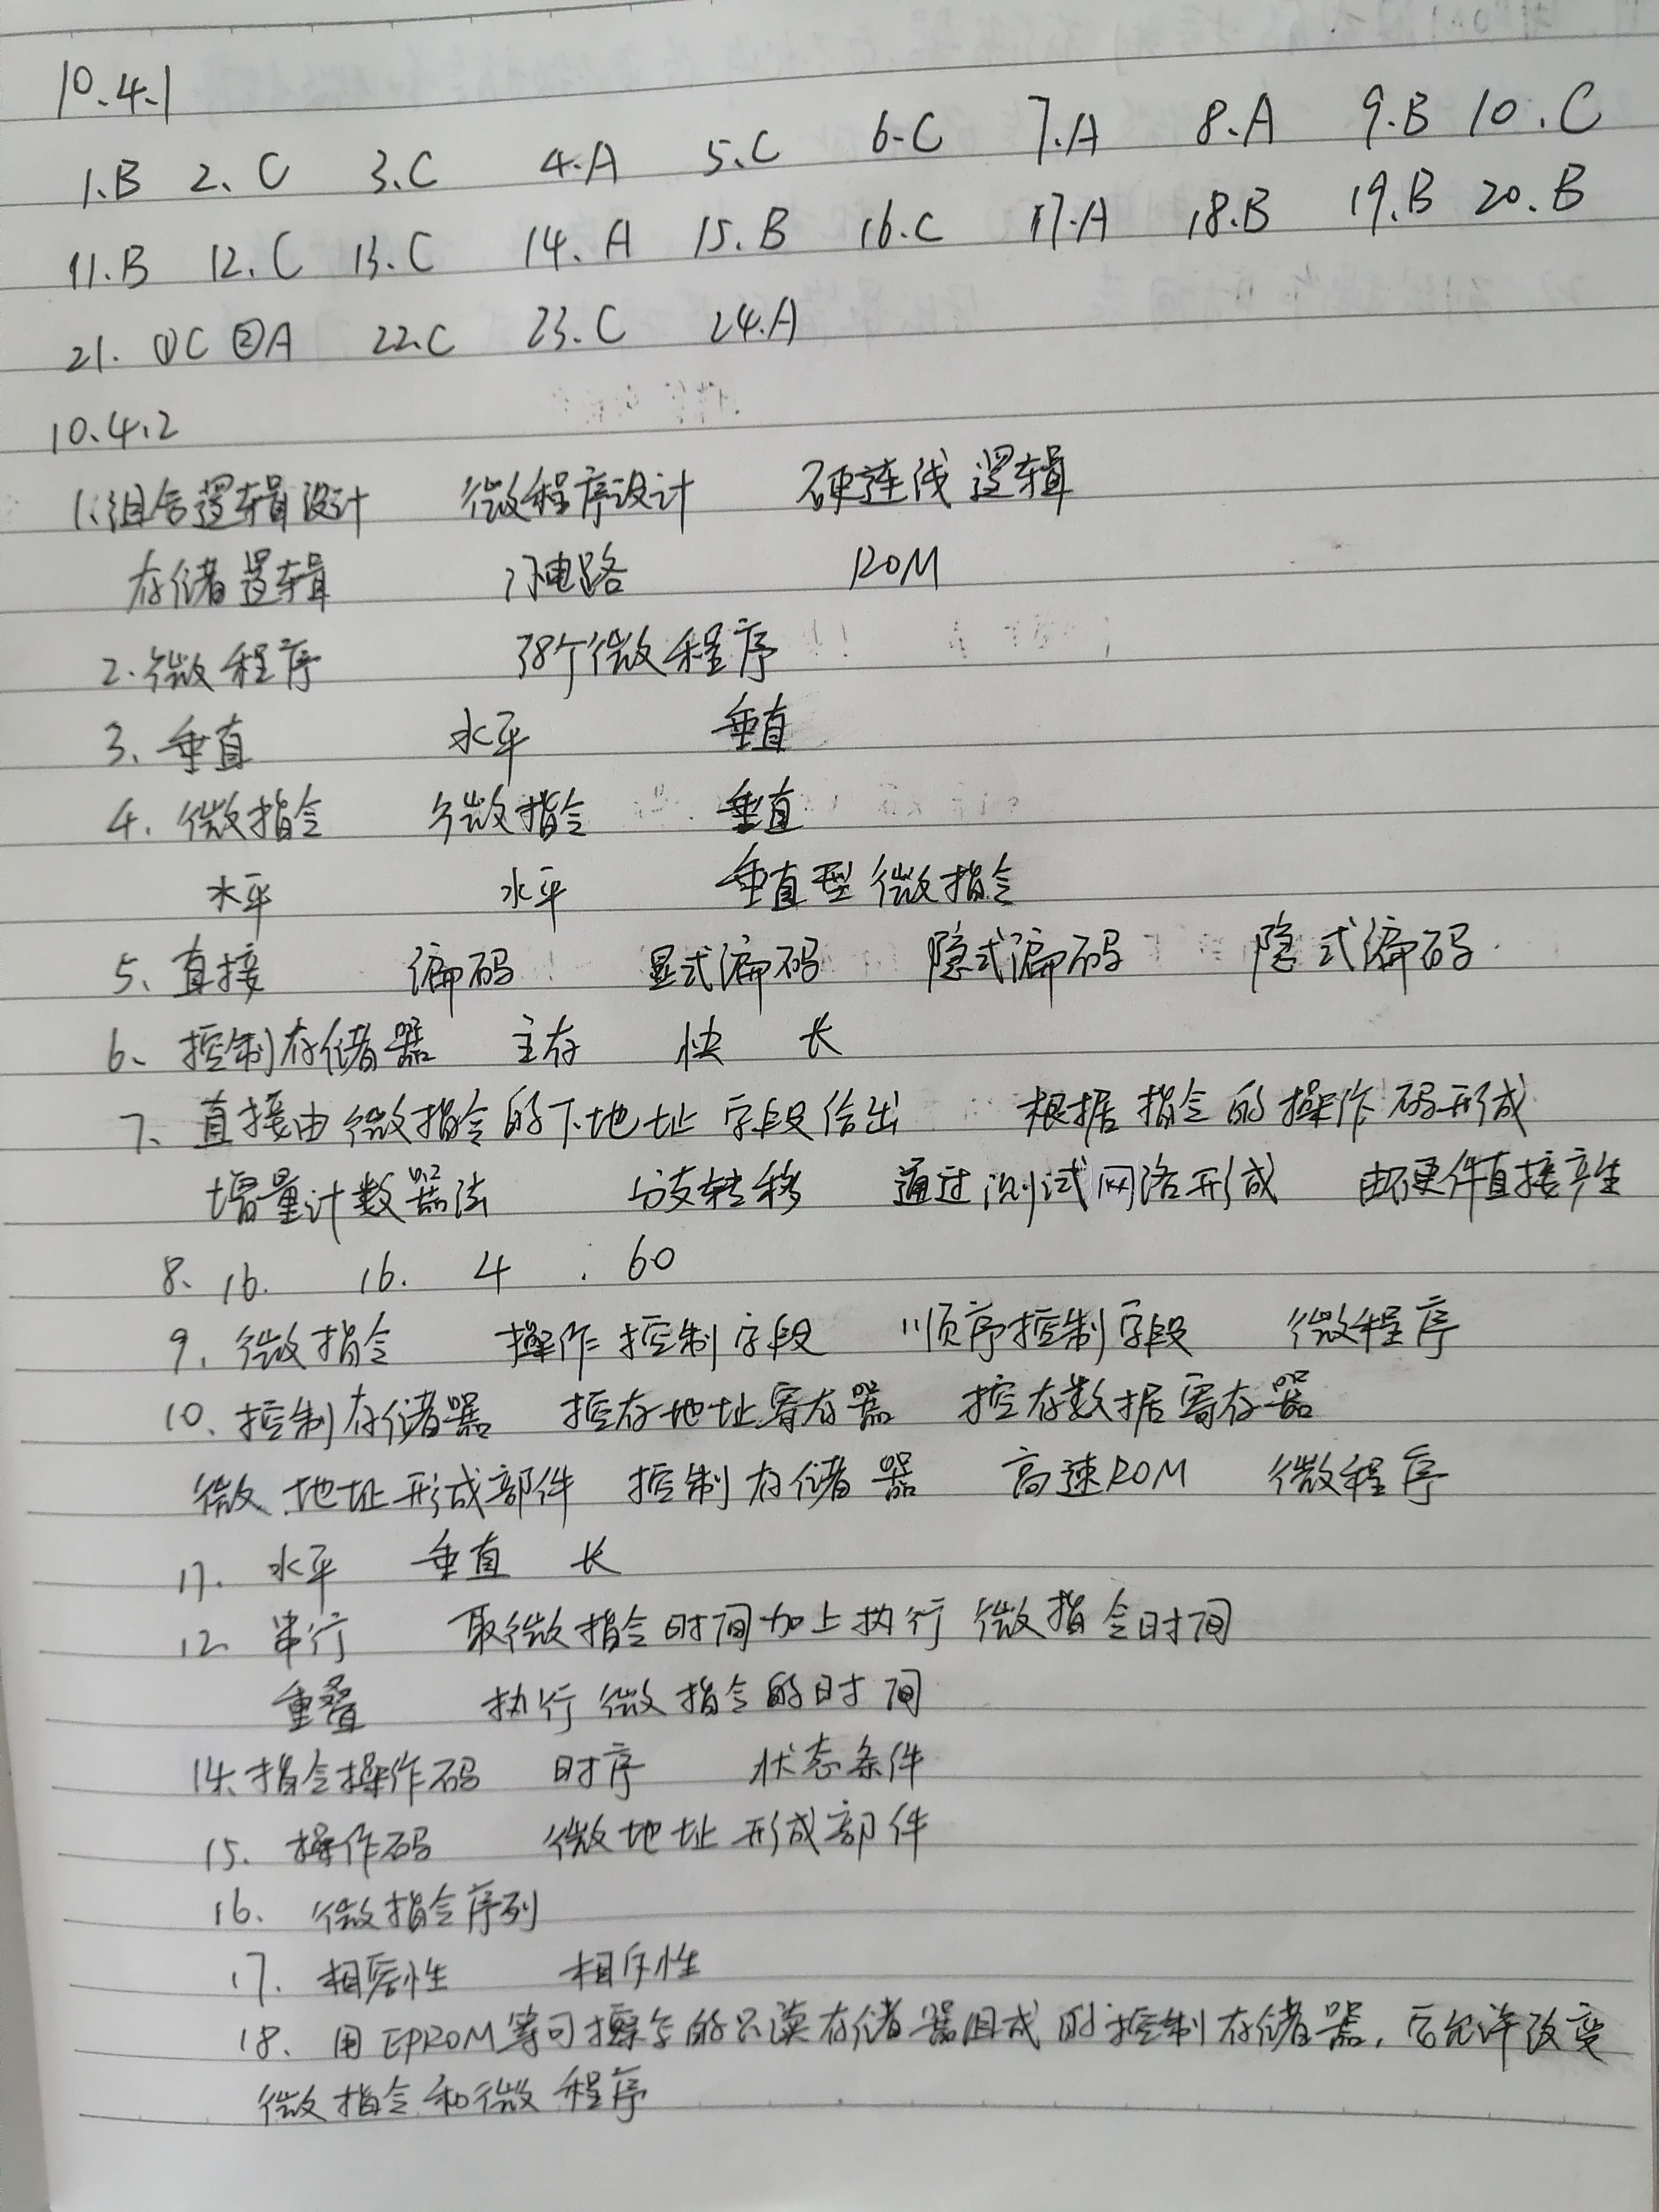 10.4.1
1.B 2.C 3.C 4.A 5.C 6.C 7.A 8.A 9.B 10.C
11.B 12.C 13.C 14.A 15.B 16.C 17.A 18.B 19.B 20.B
21. ①C ②A 22.C 23.C 24.A
10.4.2
1.组合逻辑设计 微程序设计 硬连线逻辑
存储逻辑 门电路 ROM
2.微程序 38个微程序
3.垂直 水平 垂直
4.微指令 微指令 垂直
水平 水平 垂直型微指令
5、直接 编码 显式编码 隐式编码 隐式编码
6、控制存储器 主存 快 长
7、直接由微指令的下地址字段给出 根据指令的操作码形成
增量计数器法 分支转移 通过测试网络形成 由硬件直接产生
8、16. 16. 4 . 60
9.微指令 操作控制字段 顺序控制字段 微程序
10、控制存储器 控存地址寄存器 控存数据寄存器
微地址形成部件 控制存储器 高速ROM 微程序
11. 水平 垂直 长
12. 串行 取微指令时间加上执行微指令时间
重叠 执行微指令的时间
14.指令操作码 时序 状态条件
15. 操作码 微地址形成部件
16、微指令序列
17. 相容性 相斥性
18、用EPROM等可擦写的只读存储器组成的控制存储器,允许改变
微指令和微程序